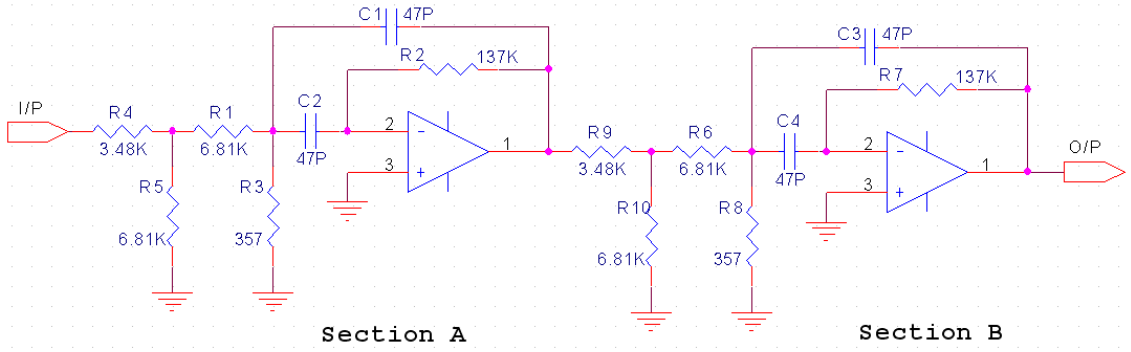 C1 47P
R2 137K
C3 47P
R7 137K
I/P
R4
R1
C2
2
-
3
+
1
3.48K
6.81K
47P
R5
6.81K
R3
357
R9
3.48K
R6
6.81K
C4
47P
2
-
3
+
1
O/P
R10
6.81K
R8
357
Section A
Section B